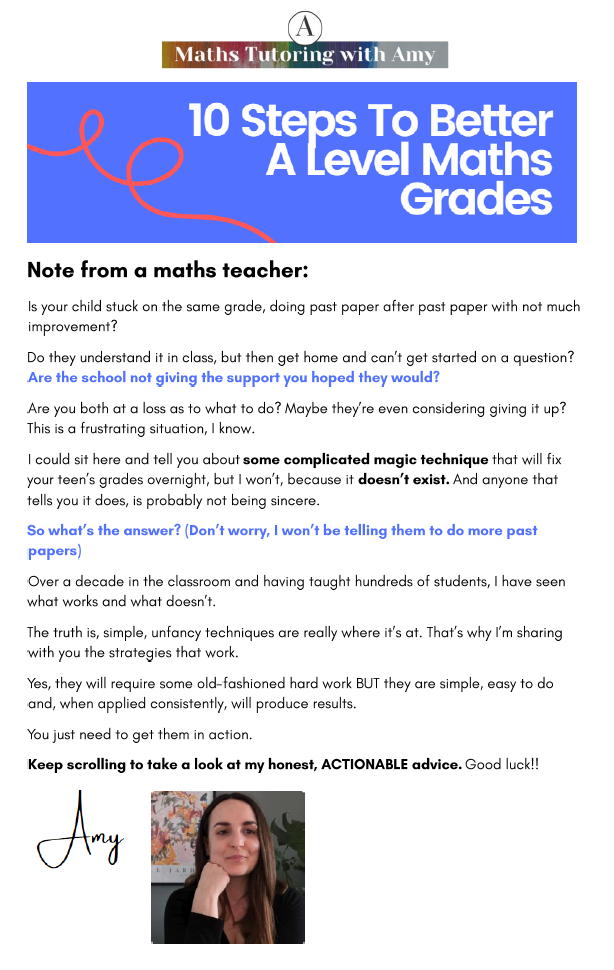 A
Maths Tutoring with Amy
10 Steps To Better
A Level Maths
Grades
Note from a maths teacher:
Is your child stuck on the same grade, doing past paper after past paper with not much
improvement?
Do they understand it in class, but then get home and can't get started on a question?
Are the school not giving the support you hoped they would?
Are you both at a loss as to what to do? Maybe they're even considering giving it up?
This is a frustrating situation, I know.
I could sit here and tell you about some complicated magic technique that will fix
your teen's grades overnight, but I won't, because it doesn't exist. And anyone that
tells you it does, is probably not being sincere.
So what's the answer? (Don't worry, I won't be telling them to do more past
papers)
Over a decade in the classroom and having taught hundreds of students, I have seen
what works and what doesn't.
The truth is, simple, unfancy techniques are really where it's at. That's why I'm sharing
with you the strategies that work.
Yes, they will require some old-fashioned hard work BUT they are simple, easy to do
and, when applied consistently, will produce results.
You just need to get them in action.
Keep scrolling to take a look at my honest, ACTIONABLE advice. Good luck!!
Amy